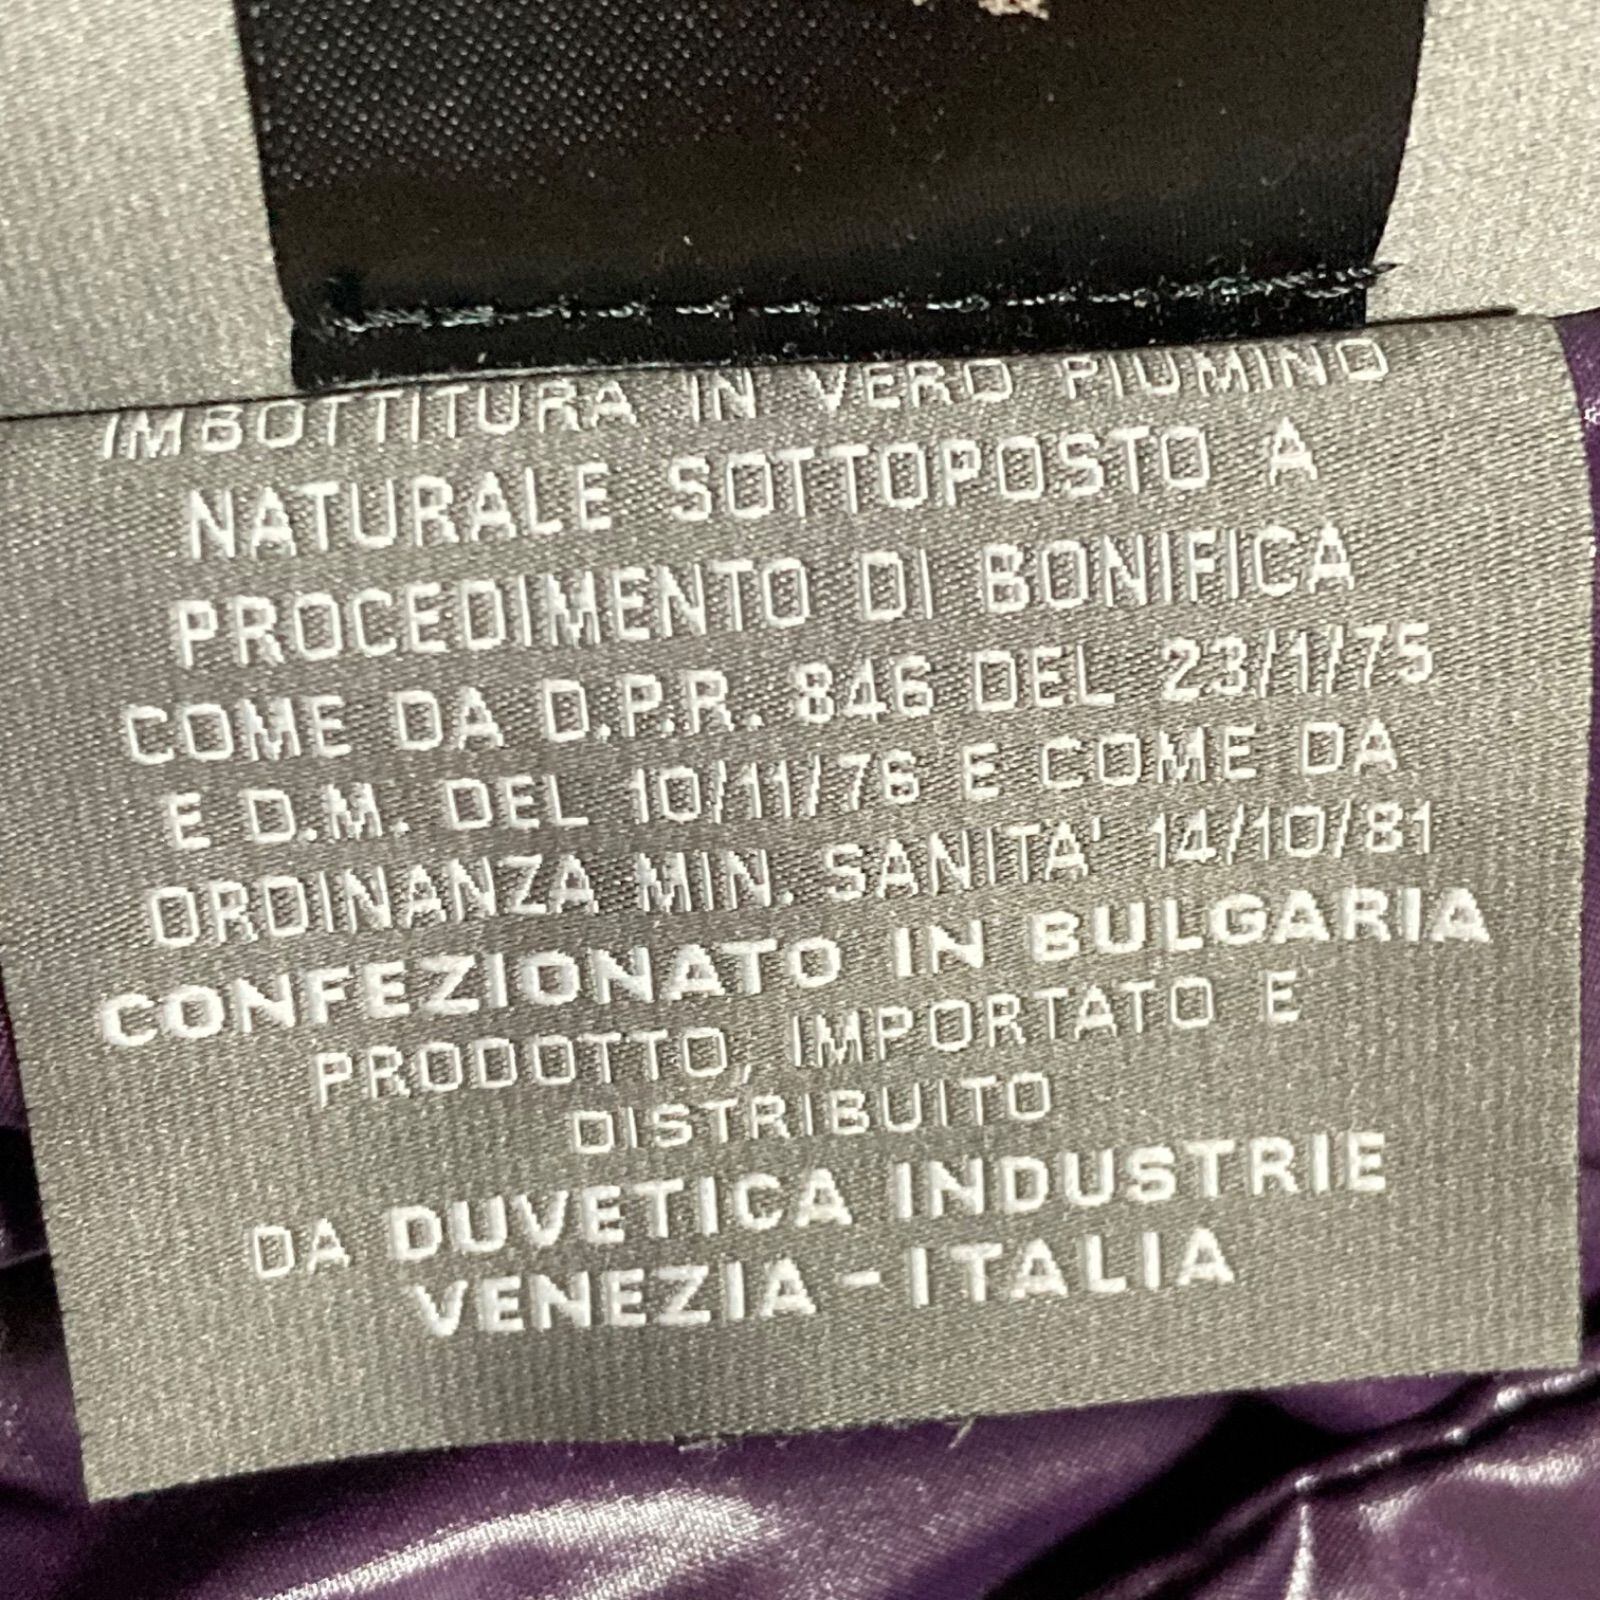 IMBOTTITURA IN VERO PIUMINO
NATURALE SOTTOPOSTO A
PROCEDIMENTO DI BONIFICA
COME DA D.P.R. 846 DEL 23/1/75
E D.M. DEL 10/11/76 E COME DA
ORDINANZA MIN. SANITA' 14/10/81
CONFEZIONATO IN BULGARIA
PRODOTTO, IMPORTATO E
DISTRIBUITO
DA DUVETICA INDUSTRIE
VENEZIA - ITALIA